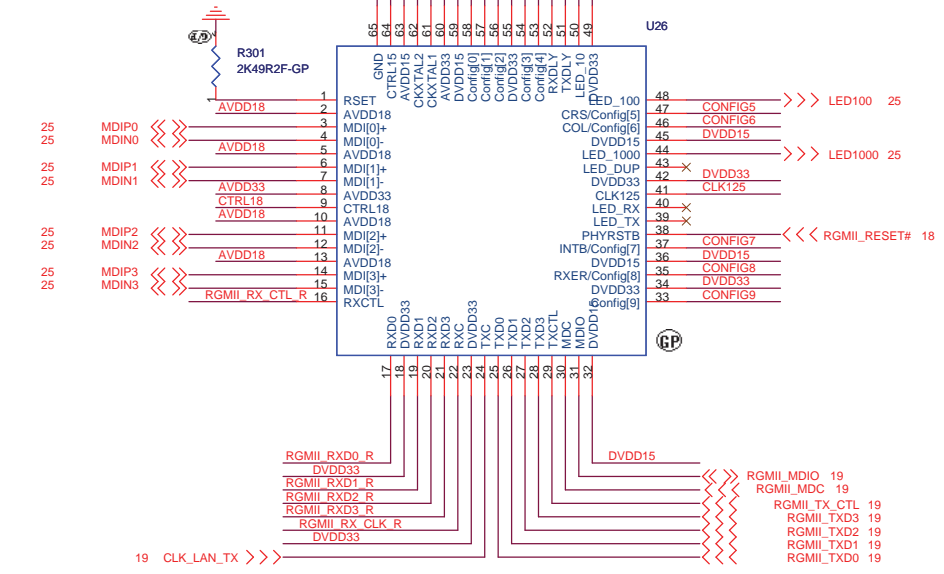 U26
R301
2K49R2F-GP
65 64 63 62 61 60 59 58 57 56 55 54 53 52 51 50 49
GND CTRL15 AVDD15 CKXTAL2 CKXTAL1 AVDD33 DVDD15 Config[0] Config[1] Config[2] DVDD33 Config[3] Config[4] RXDLY TXDLY LED_10 DVDD33
1 RSET
AVDD18 2 AVDD18
25 MDIP0 3 MDI[0]+
25 MDIN0 4 MDI[0]-
AVDD18 5 AVDD18
25 MDIP1 6 MDI[1]+
25 MDIN1 7 MDI[1]-
AVDD33 8 AVDD33
CTRL18 9 CTRL18
AVDD18 10 AVDD18
25 MDIP2 11 MDI[2]+
25 MDIN2 12 MDI[2]-
AVDD18 13 AVDD18
25 MDIP3 14 MDI[3]+
25 MDIN3 15 MDI[3]-
RGMII_RX_CTL_R 16 RXCTL
LED_100 48 LED100 25
CRS/Config[5] 47 CONFIG5
COL/Config[6] 46 CONFIG6
DVDD15 45 DVDD15
LED_1000 44 LED1000 25
LED_DUP 43
DVDD33 42 DVDD33
CLK125 41 CLK125
LED_RX 40
LED_TX 39
PHYRSTB 38 RGMII_RESET# 18
INTB/Config[7] 37 CONFIG7
DVDD15 36 DVDD15
RXER/Config[8] 35 CONFIG8
DVDD33 34 DVDD33
Config[9] 33 CONFIG9
GP
RXD0 DVDD33 RXD1 RXD2 RXD3 RXC DVDD33 TXC TXD0 TXD1 TXD2 TXD3 TXCTL MDC MDIO DVDD15
17 18 19 20 21 22 23 24 25 26 27 28 29 30 31 32
RGMII_RXD0_R DVDD15
DVDD33 RGMII_MDIO 19
RGMII_RXD1_R RGMII_MDC 19
RGMII_RXD2_R RGMII_TX_CTL 19
RGMII_RXD3_R RGMII_TXD3 19
RGMII_RX_CLK_R RGMII_TXD2 19
DVDD33 RGMII_TXD1 19
19 CLK_LAN_TX RGMII_TXD0 19